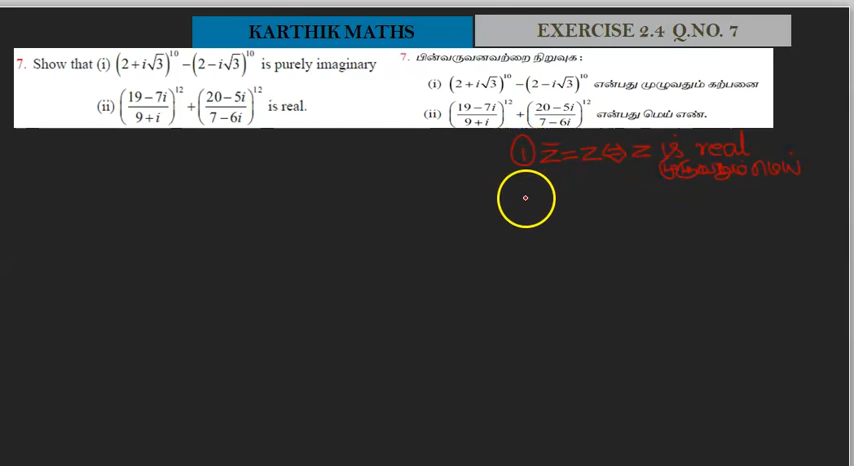 KARTHIK MATHS
EXERCISE 2.4 Q.NO. 7
7. Show that (i) (2+i√3)^10 −(2−i√3)^10 is purely imaginary
(ii) ((19−7i)/(9+i))^12 + ((20−5i)/(7−6i))^12 is real.
7. பின்வருவனவற்றை நிறுவுக:
(i) (2+i√3)^10 −(2−i√3)^10 என்பது முழுவதும் கற்பனை
(ii) ((19−7i)/(9+i))^12 + ((20−5i)/(7−6i))^12 என்பது மெய் எண்.
① z̄ = z ⇔ z is real
முழுவதும் மெய்